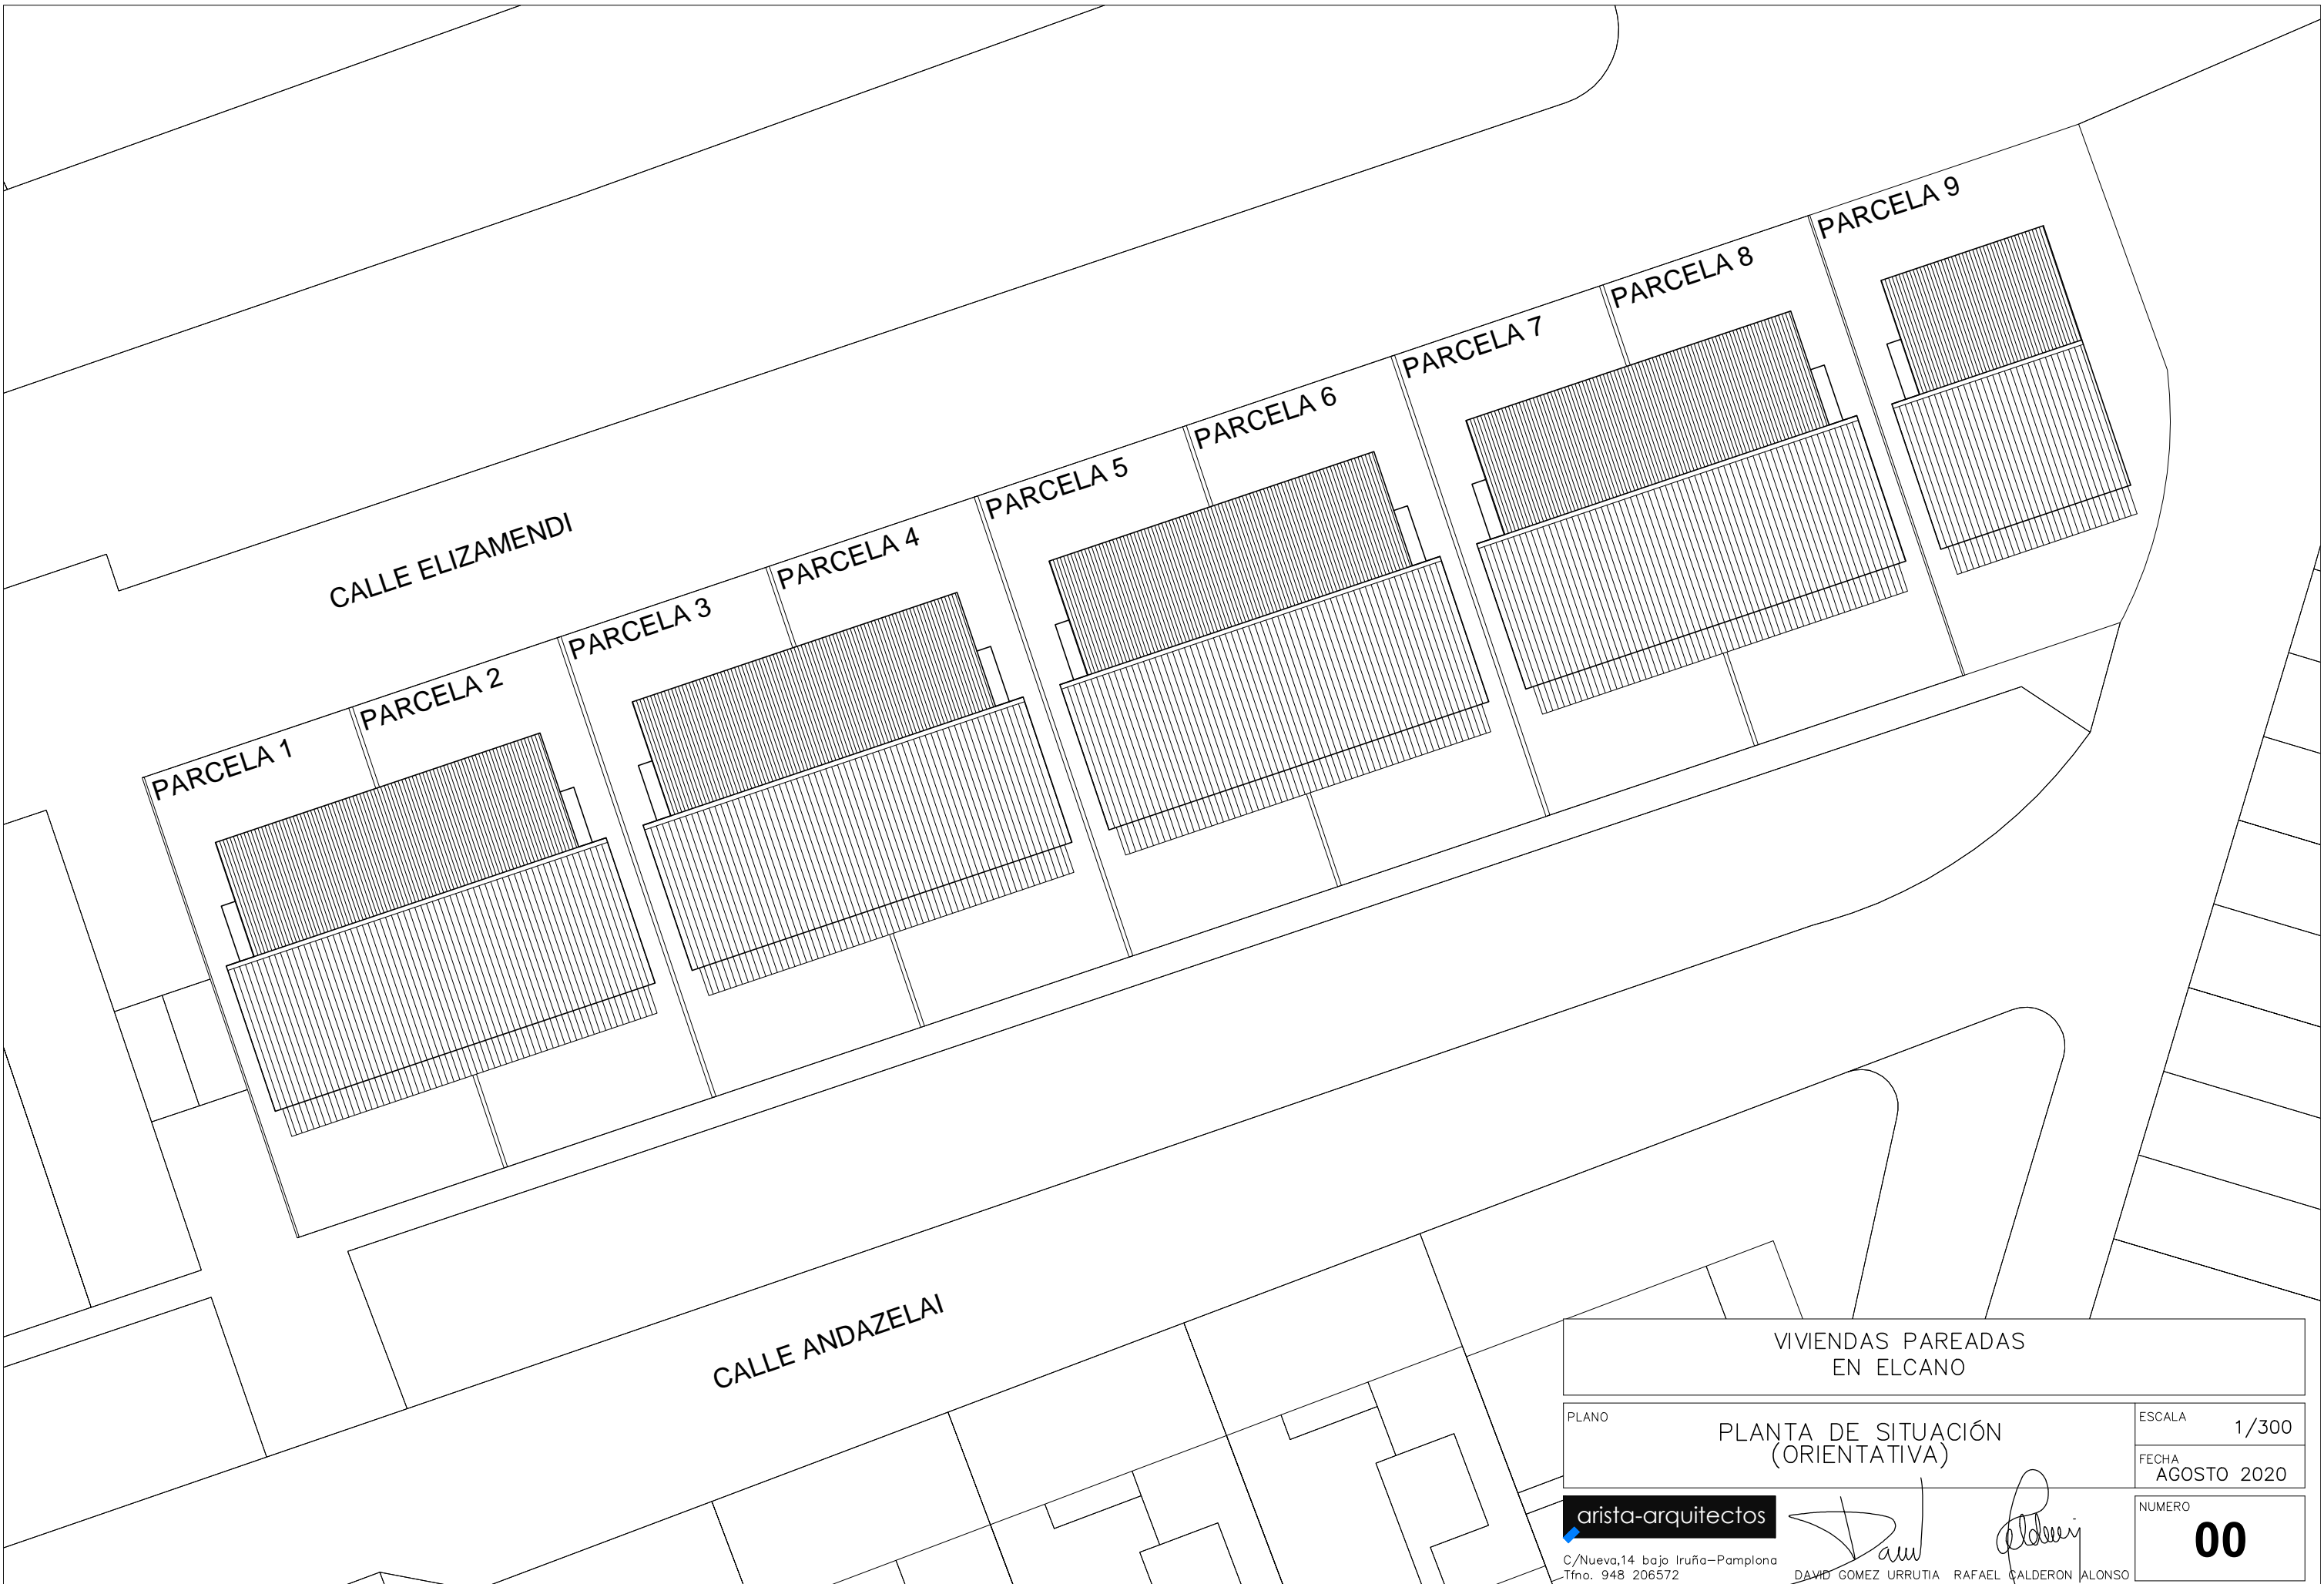 PARCELA 9
PARCELA 8
PARCELA 7
PARCELA 6
PARCELA 5
PARCELA 4
PARCELA 3
PARCELA 2
PARCELA 1
CALLE ELIZAMENDI
CALLE ANDAZELAI
VIVIENDAS PAREADAS
EN ELCANO
PLANO
PLANTA DE SITUACIÓN
(ORIENTATIVA)
ESCALA
1/300
FECHA
AGOSTO 2020
arista-arquitectos
C/Nueva,14 bajo Iruña-Pamplona
Tfno. 948 206572
DAVID GOMEZ URRUTIA
RAFAEL CALDERON ALONSO
NUMERO
00